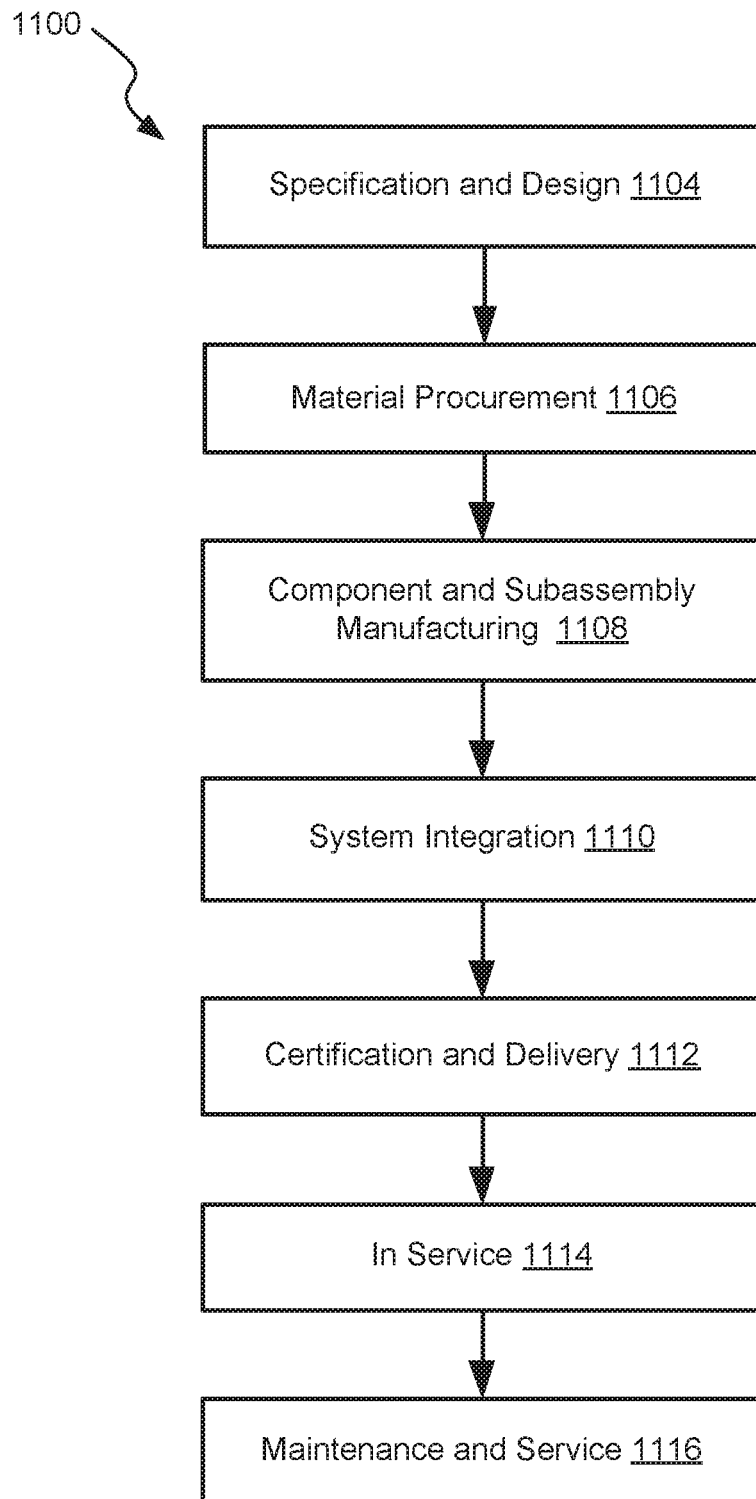 1100
Specification and Design 1104
Material Procurement 1106
Component and Subassembly
Manufacturing 1108
System Integration 1110
Certification and Delivery 1112
In Service 1114
Maintenance and Service 1116